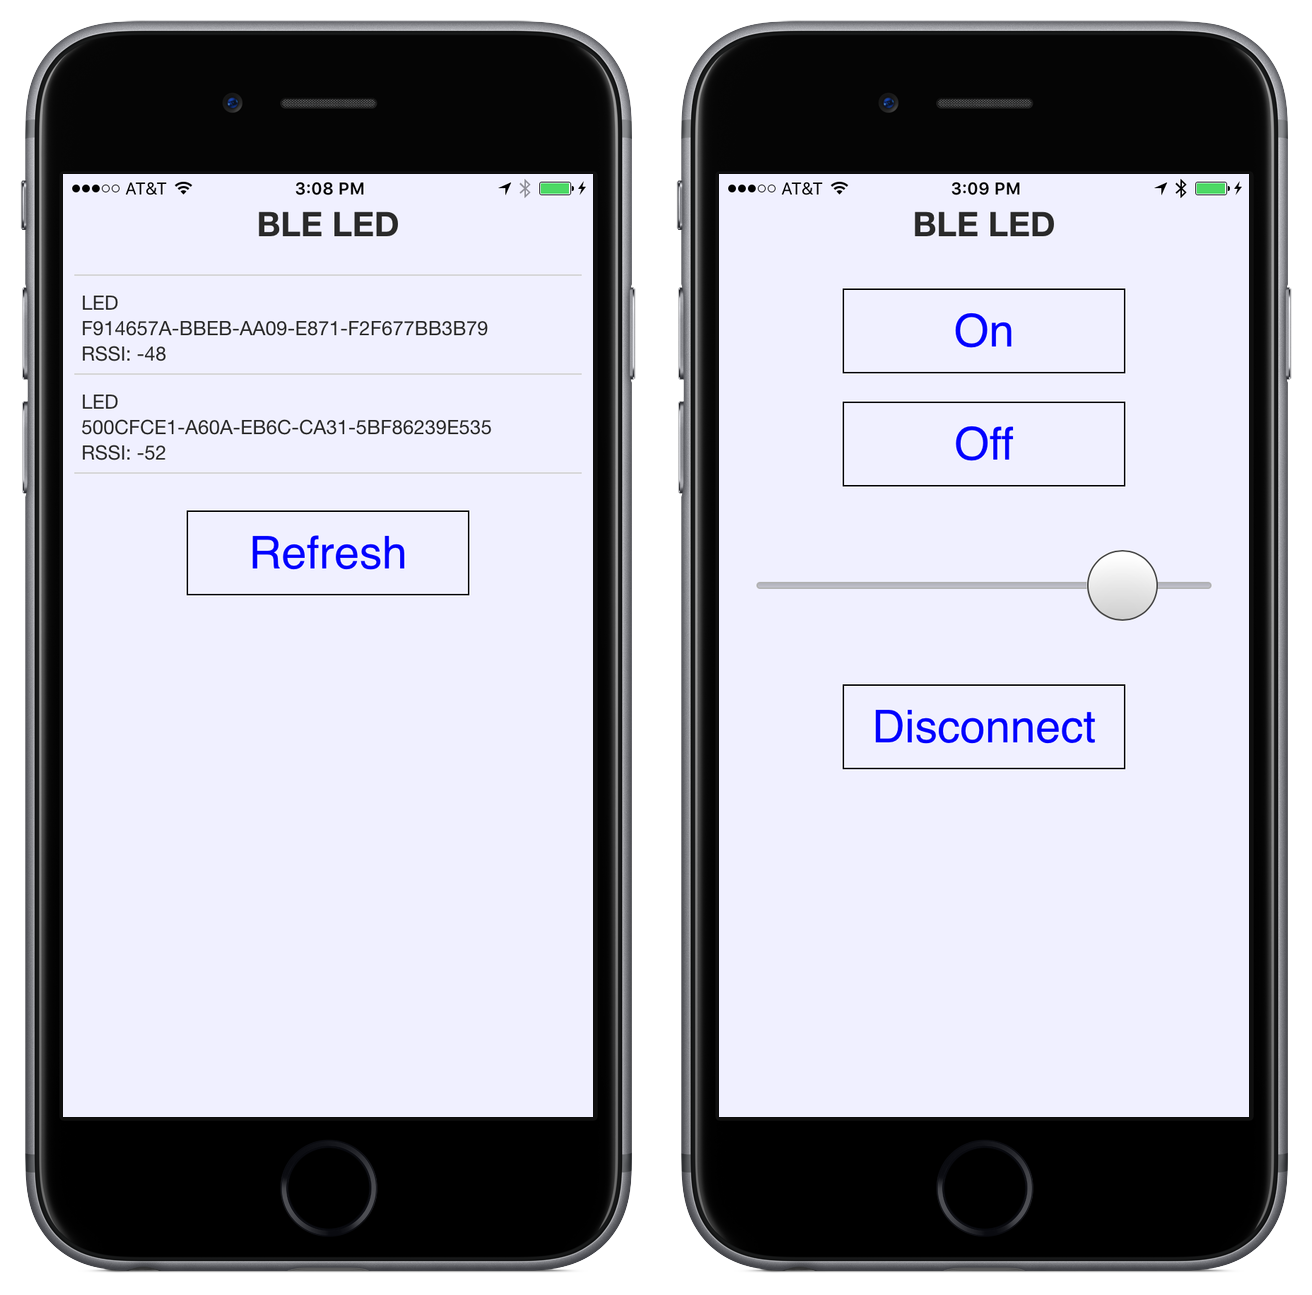 AT&T 3:08 PM
BLE LED
LED
F914657A-BBEB-AA09-E871-F2F677BB3B79
RSSI: -48
LED
500CFCE1-A60A-EB6C-CA31-5BF86239E535
RSSI: -52
Refresh
AT&T 3:09 PM
BLE LED
On
Off
Disconnect